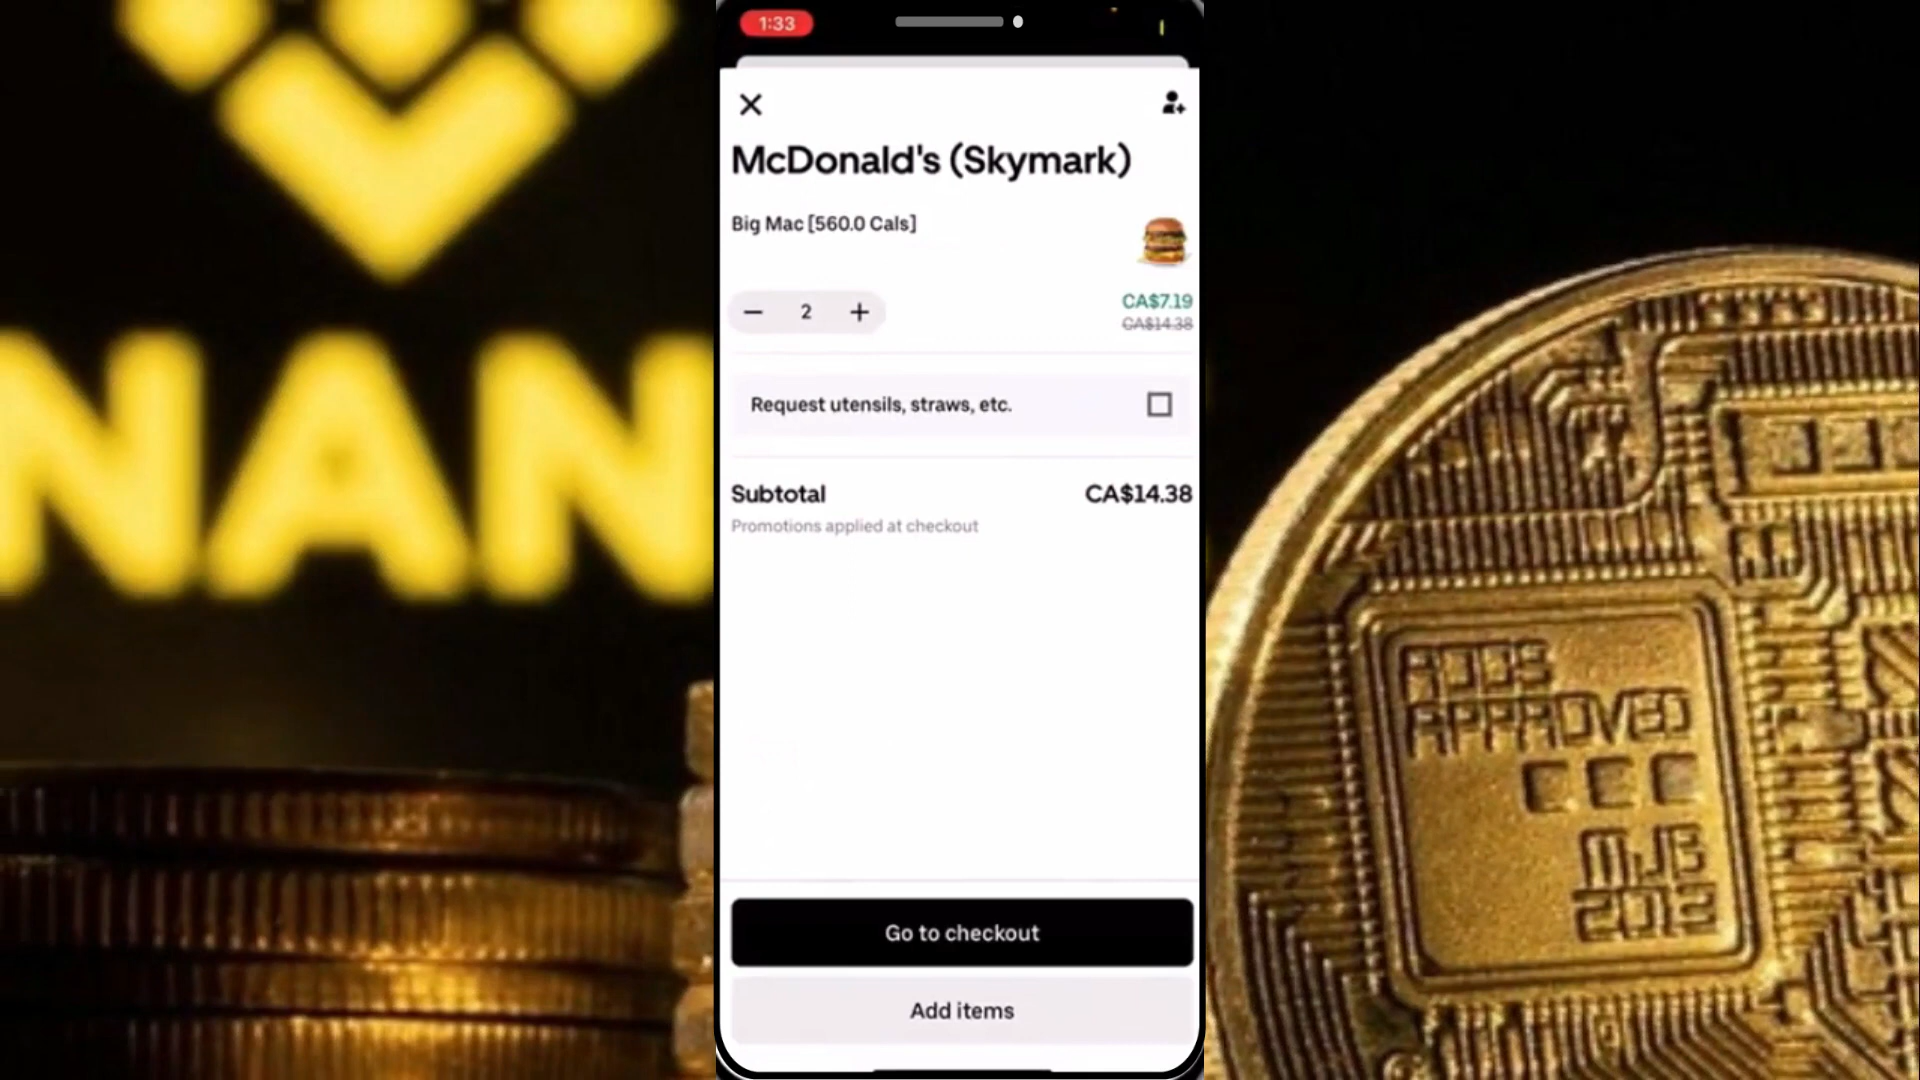 1:33
McDonald's (Skymark)
Big Mac [560.0 Cals]
2
CA$7.19
CA$14.38
Request utensils, straws, etc.
Subtotal
CA$14.38
Promotions applied at checkout
Go to checkout
Add items
NAN
APPROVED
MJB
2013